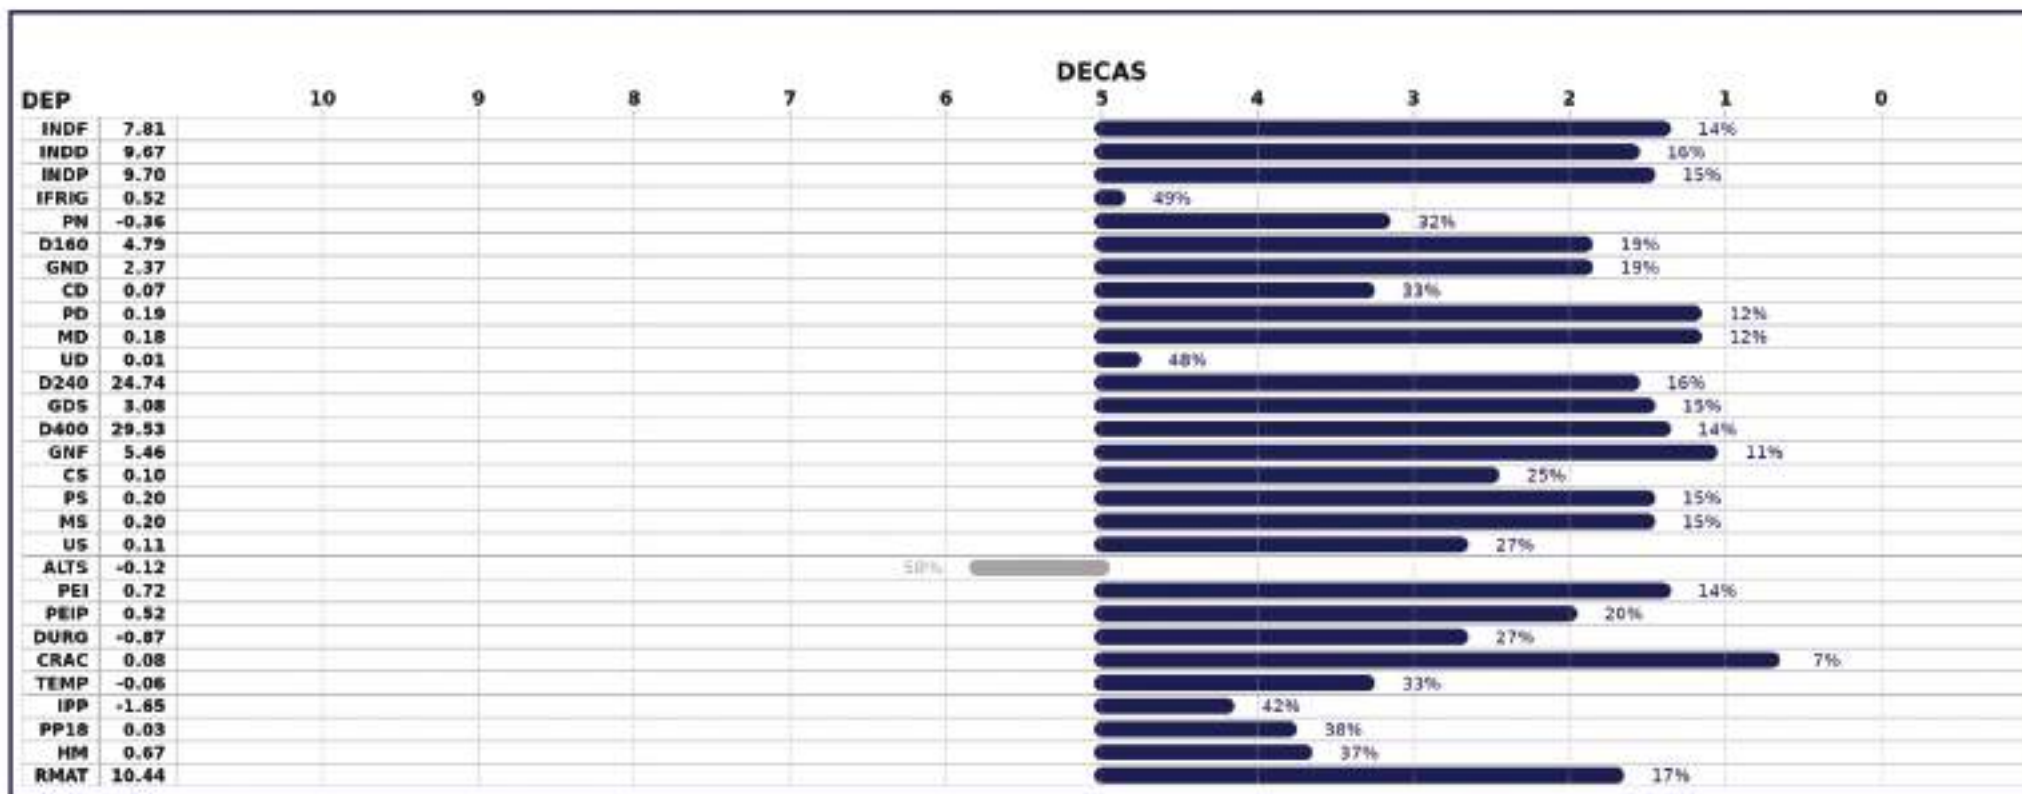 DECAS
DEP 10 9 8 7 6 5 4 3 2 1 0
INDF 7.81 14%
INDD 9.67 16%
INDP 9.70 15%
IFRIG 0.52 49%
PN -0.36 32%
D160 4.79 19%
GND 2.37 19%
CD 0.07 33%
PD 0.19 12%
MD 0.18 12%
UD 0.01 48%
D240 24.74 16%
GDS 3.08 15%
D400 29.53 14%
GNF 5.46 11%
CS 0.10 25%
PS 0.20 15%
MS 0.20 15%
US 0.11 27%
ALTS -0.12 58%
PEI 0.72 14%
PEIP 0.52 20%
DURG -0.87 27%
CRAC 0.08 7%
TEMP -0.06 33%
IPP -1.65 42%
PP18 0.03 38%
HM 0.67 37%
RMAT 10.44 17%